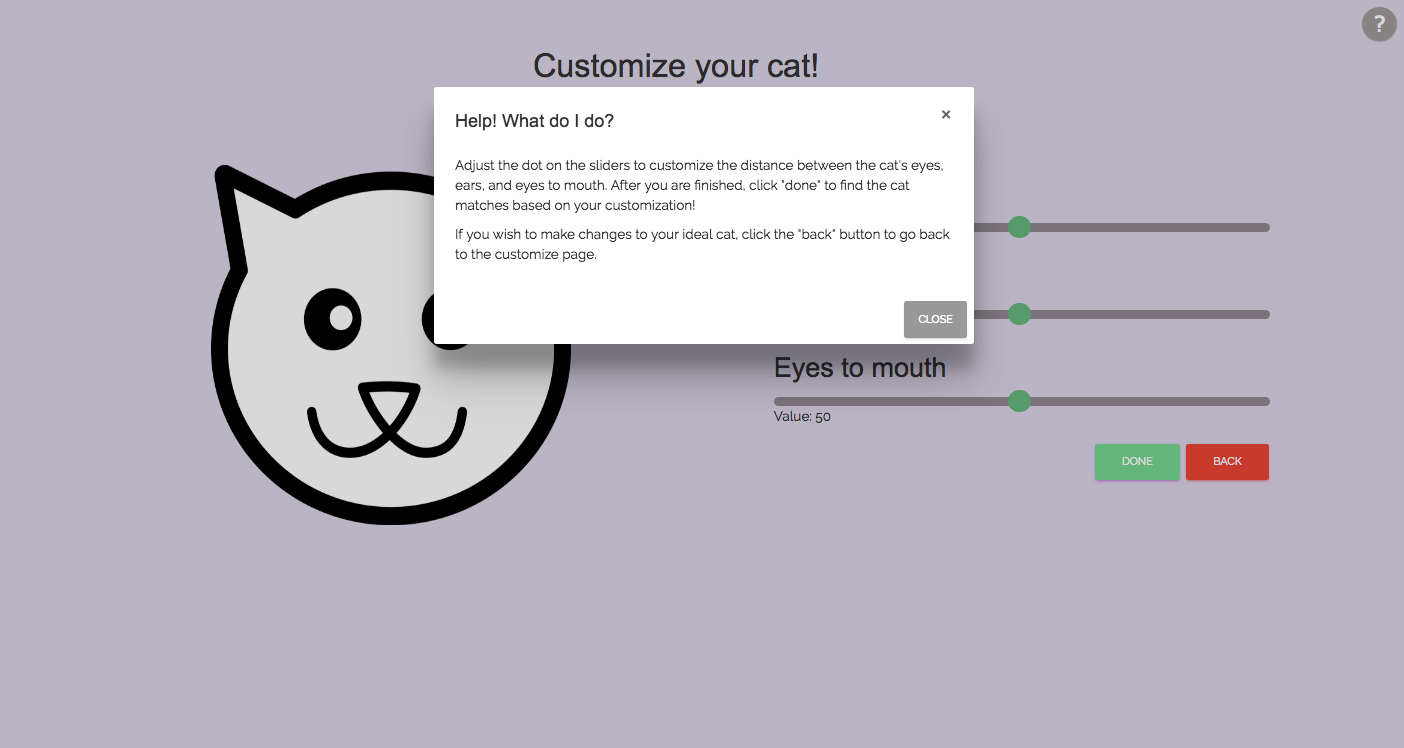 ?
Customize your cat!
Help! What do I do?
×
Adjust the dot on the sliders to customize the distance between the cat's eyes,
ears, and eyes to mouth. After you are finished, click "done" to find the cat
matches based on your customization!
If you wish to make changes to your ideal cat, click the "back" button to go back
to the customize page.
CLOSE
Eyes to mouth
Value: 50
DONE
BACK